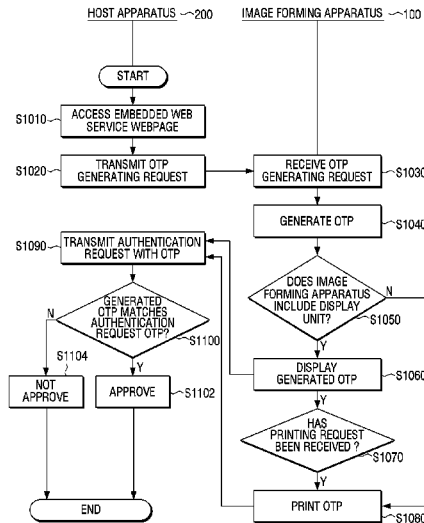 HOST APPARATUS ~200
IMAGE FORMING APPARATUS ~100
START
S1010
ACCESS EMBEDDED WEB
SERVICE WEBPAGE
S1020
TRANSMIT OTP
GENERATING REQUEST
RECEIVE OTP
GENERATING REQUEST
S1030
GENERATE OTP
S1040
S1090
TRANSMIT AUTHENTICATION
REQUEST WITH OTP
DOES IMAGE
FORMING APPARATUS
INCLUDE DISPLAY
UNIT?
N
S1050
Y
N
GENERATED
OTP MATCHES
AUTHENTICATION
REQUEST OTP?
S1100
Y
S1104
NOT
APPROVE
APPROVE
S1102
DISPLAY
GENERATED OTP
S1060
Y
HAS
PRINTING REQUEST
BEEN RECEIVED ?
S1070
Y
END
PRINT OTP
S1080